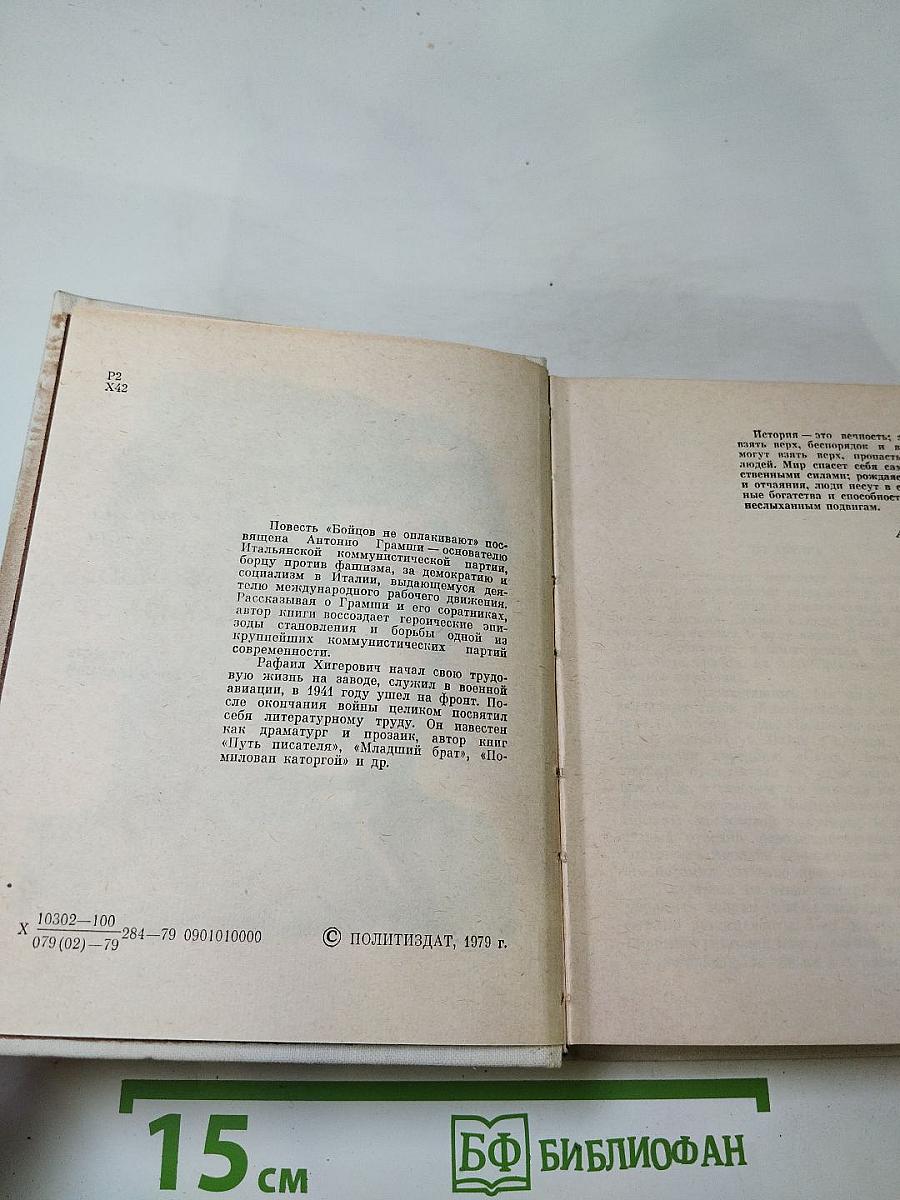 Р2
Х42
Повесть «Бойцов не оплакивают» пос-
вящена Антонио Грамши — основателю
Итальянской коммунистической партии,
борцу против фашизма, за демократию и
социализм в Италии, выдающемуся дея-
телю международного рабочего движения.
Рассказывая о Грамши и его соратниках,
автор книги воссоздает героические эпи-
зоды становления и борьбы одной из
крупнейших коммунистических партий
современности.
Рафаил Хигерович начал свою трудо-
вую жизнь на заводе, служил в военной
авиации, в 1941 году ушел на фронт. По-
сле окончания войны целиком посвятил
себя литературному труду. Он известен
как драматург и прозаик, автор книг
«Путь писателя», «Младший брат», «По-
милован каторгой» и др.
Х 10302—100
079(02)—79 284—79 0901010000
© ПОЛИТИЗДАТ, 1979 г.
История — это вечность;
взять верх, беспорядок и
могут взять верх,
людей. Мир спасет себя
ственными силами;
и отчаяния, люди несут в
ные богатства и
неслыханным подвигам.
15 см
БФ БИБЛИОФАН